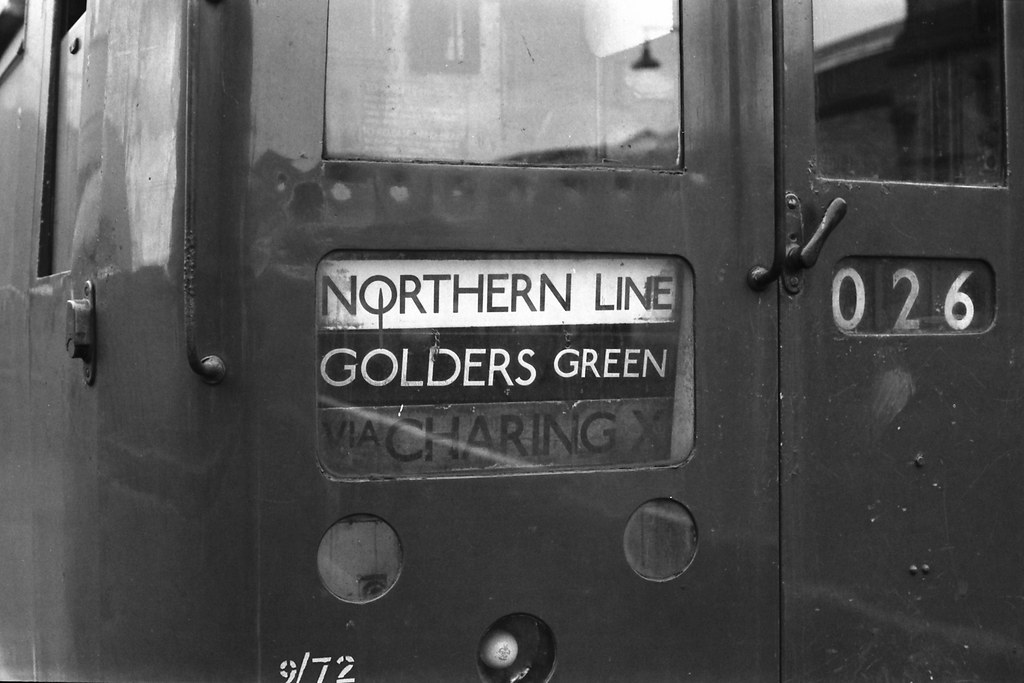 NORTHERN LINE
GOLDERS GREEN
VIA CHARING X
026
9/72